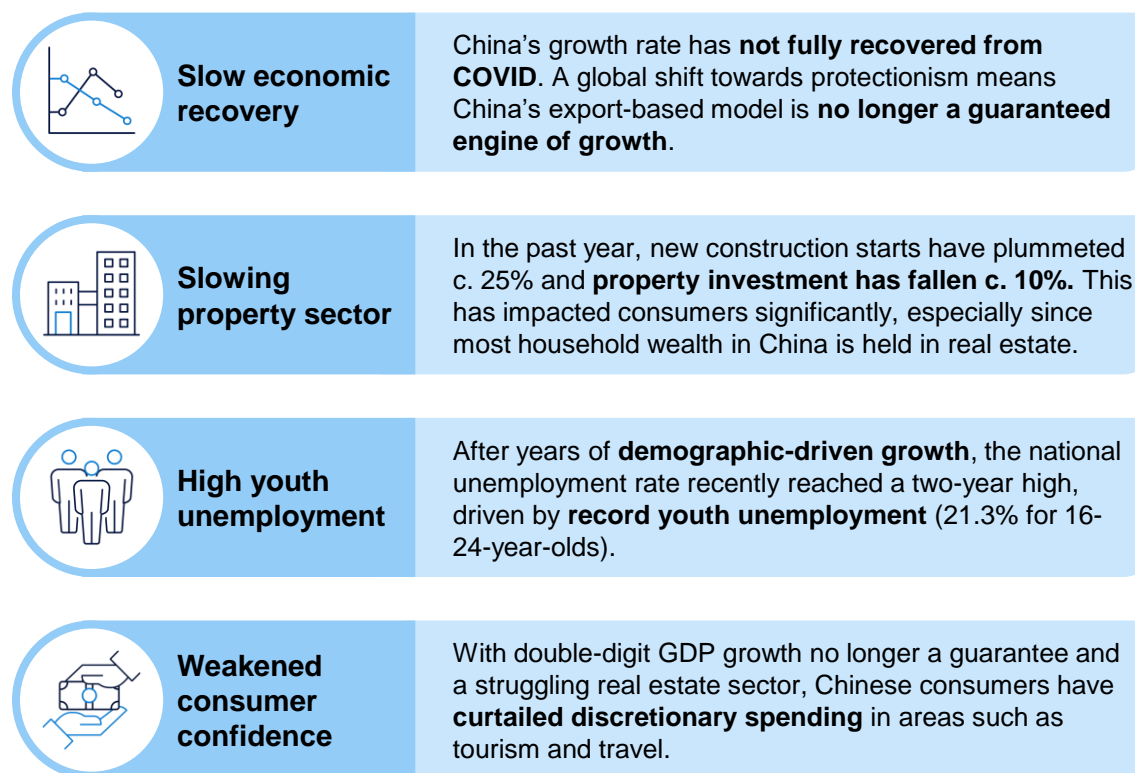 Slow economic
recovery
China's growth rate has not fully recovered from
COVID. A global shift towards protectionism means
China's export-based model is no longer a guaranteed
engine of growth.
Slowing
property sector
In the past year, new construction starts have plummeted
c. 25% and property investment has fallen c. 10%. This
has impacted consumers significantly, especially since
most household wealth in China is held in real estate.
High youth
unemployment
After years of demographic-driven growth, the national
unemployment rate recently reached a two-year high,
driven by record youth unemployment (21.3% for 16-
24-year-olds).
Weakened
consumer
confidence
With double-digit GDP growth no longer a guarantee and
a struggling real estate sector, Chinese consumers have
curtailed discretionary spending in areas such as
tourism and travel.